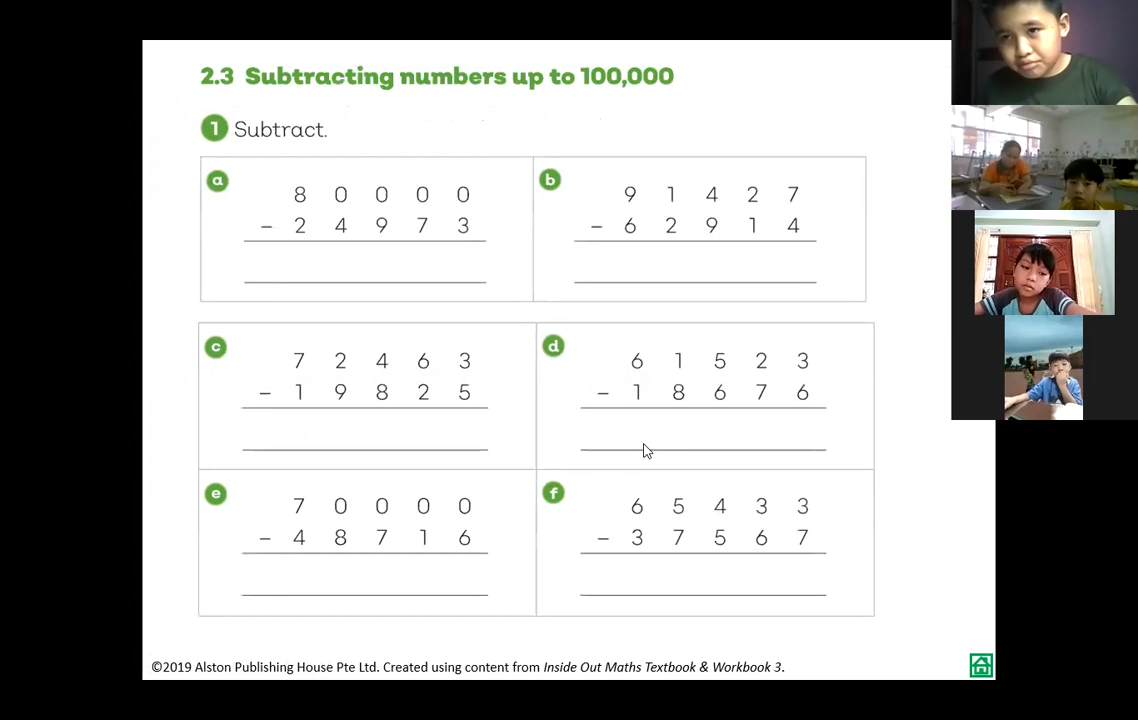 2.3 Subtracting numbers up to 100,000
1 Subtract.
a
8 0 0 0 0
− 2 4 9 7 3
b
9 1 4 2 7
− 6 2 9 1 4
c
7 2 4 6 3
− 1 9 8 2 5
d
6 1 5 2 3
− 1 8 6 7 6
e
7 0 0 0 0
− 4 8 7 1 6
f
6 5 4 3 3
− 3 7 5 6 7
©2019 Alston Publishing House Pte Ltd. Created using content from Inside Out Maths Textbook & Workbook 3.